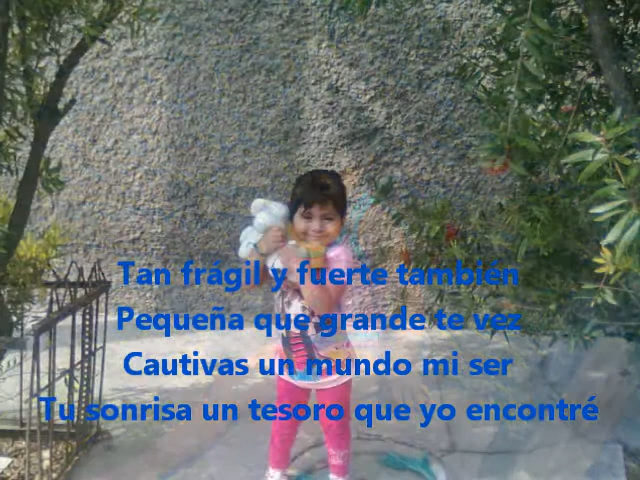 Tan frágil y fuerte también
Pequeña que grande te vez
Cautivas un mundo mi ser
Tu sonrisa un tesoro que yo encontré